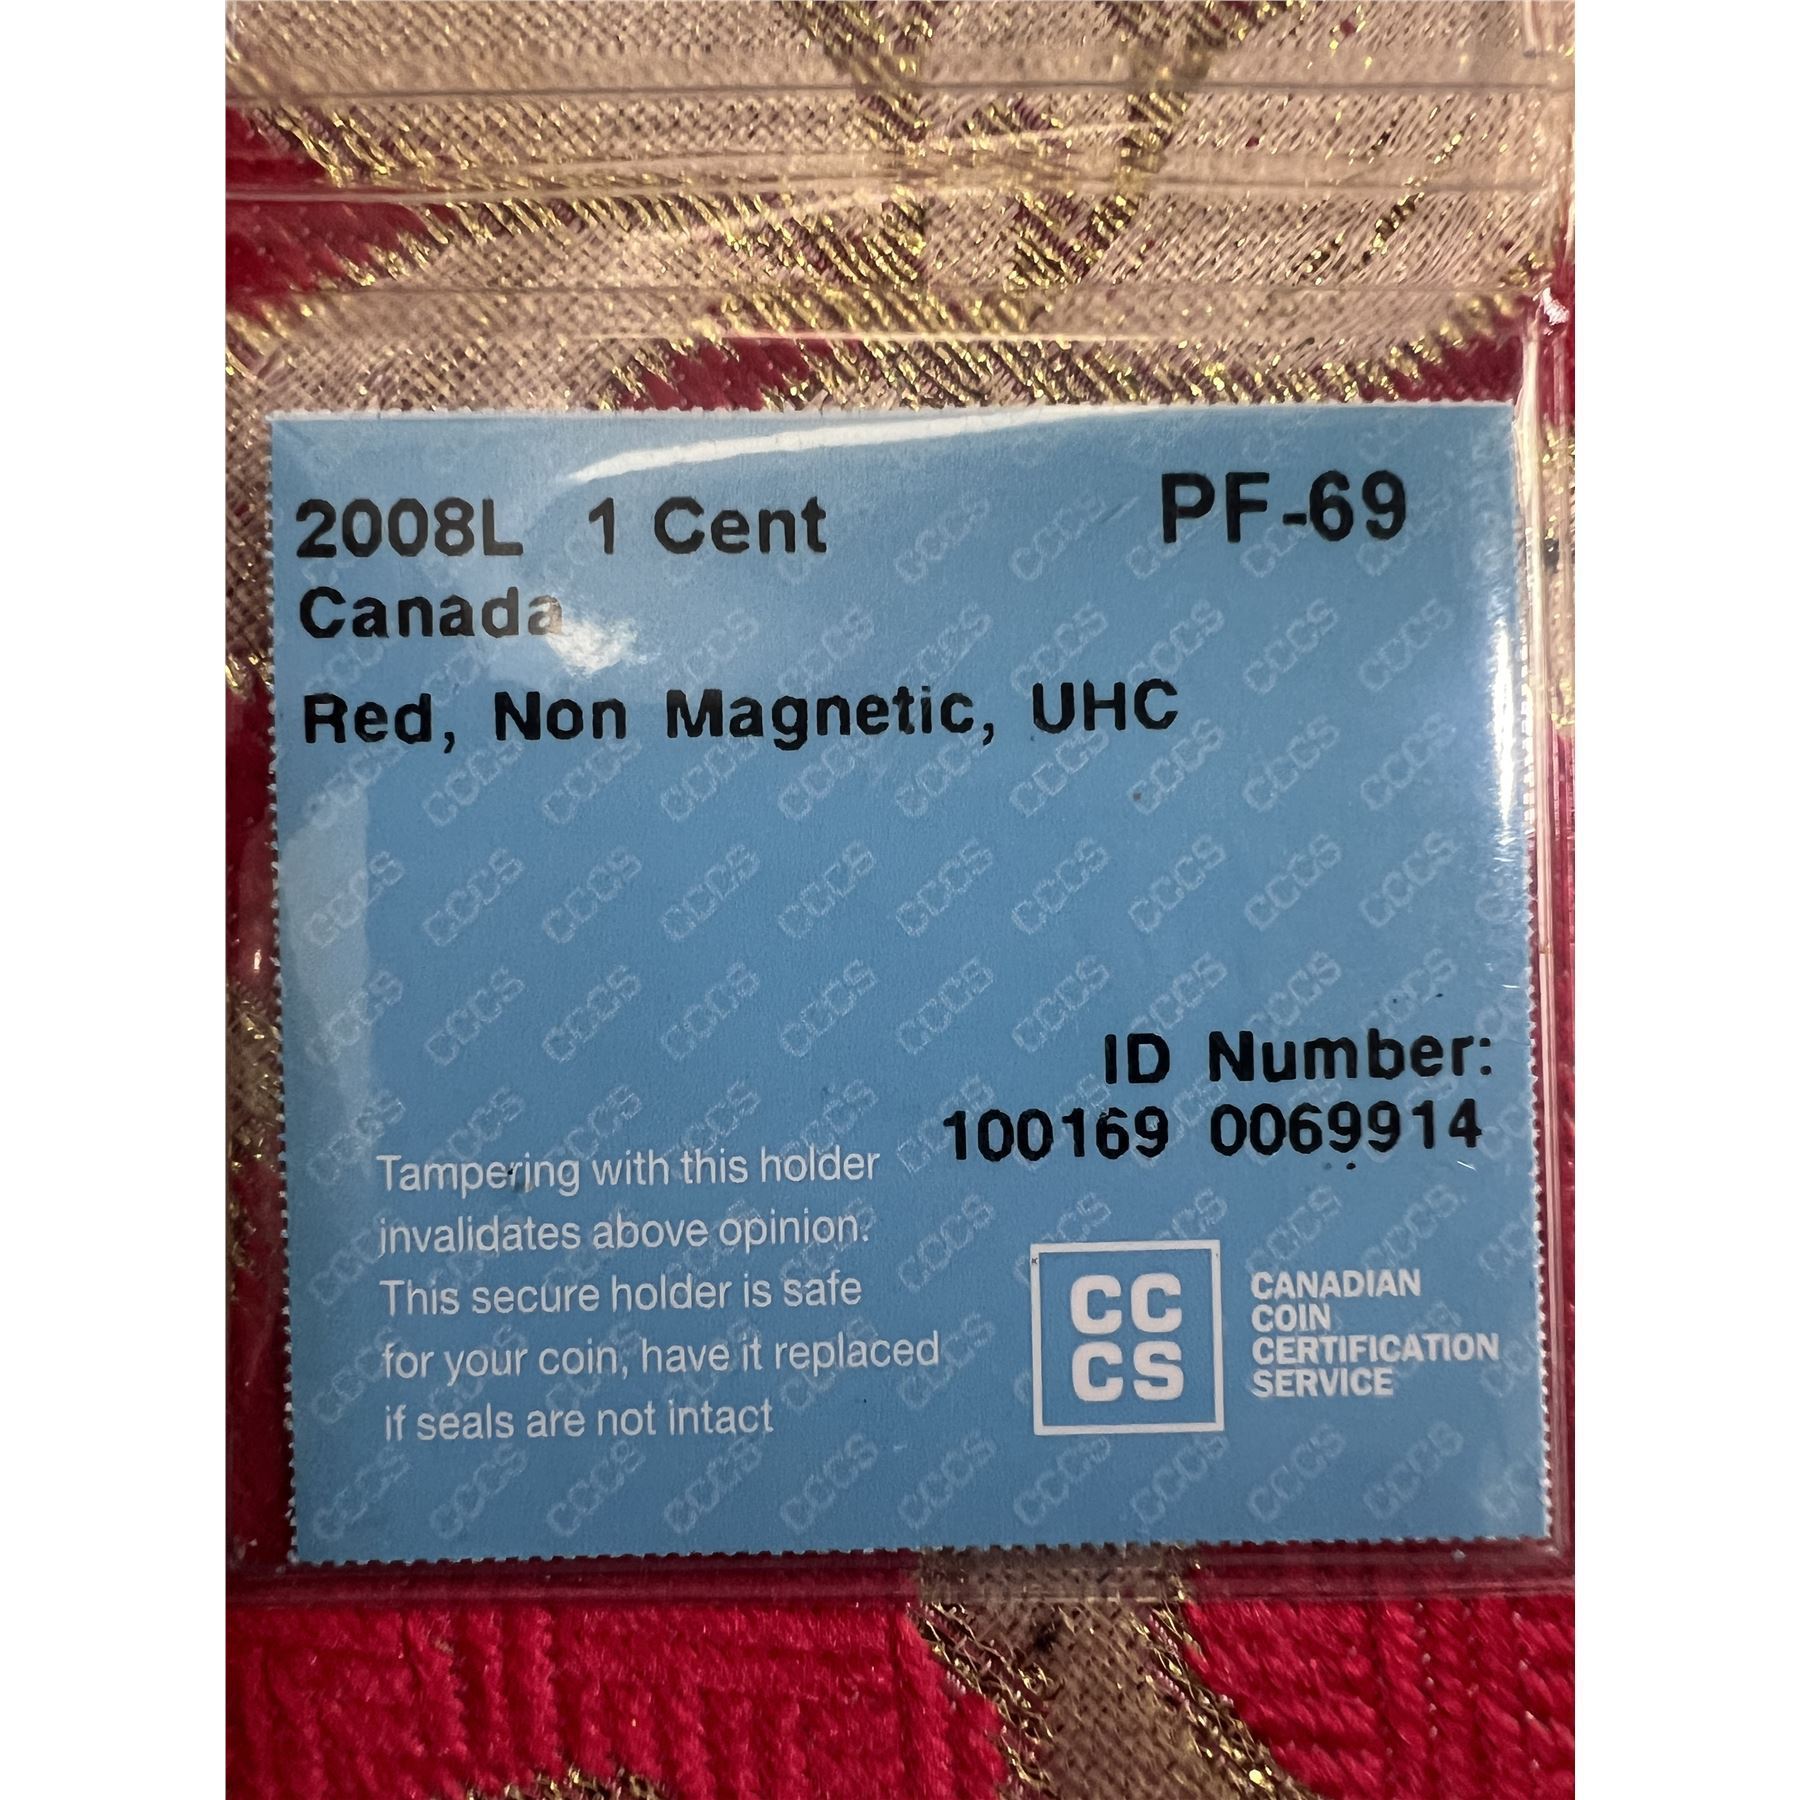 2008L 1 Cent PF-69
Canada
Red, Non Magnetic, UHC
ID Number:
100169 0069914
Tampering with this holder
invalidates above opinion.
This secure holder is safe
for your coin, have it replaced
if seals are not intact
CC
CS
CANADIAN
COIN
CERTIFICATION
SERVICE